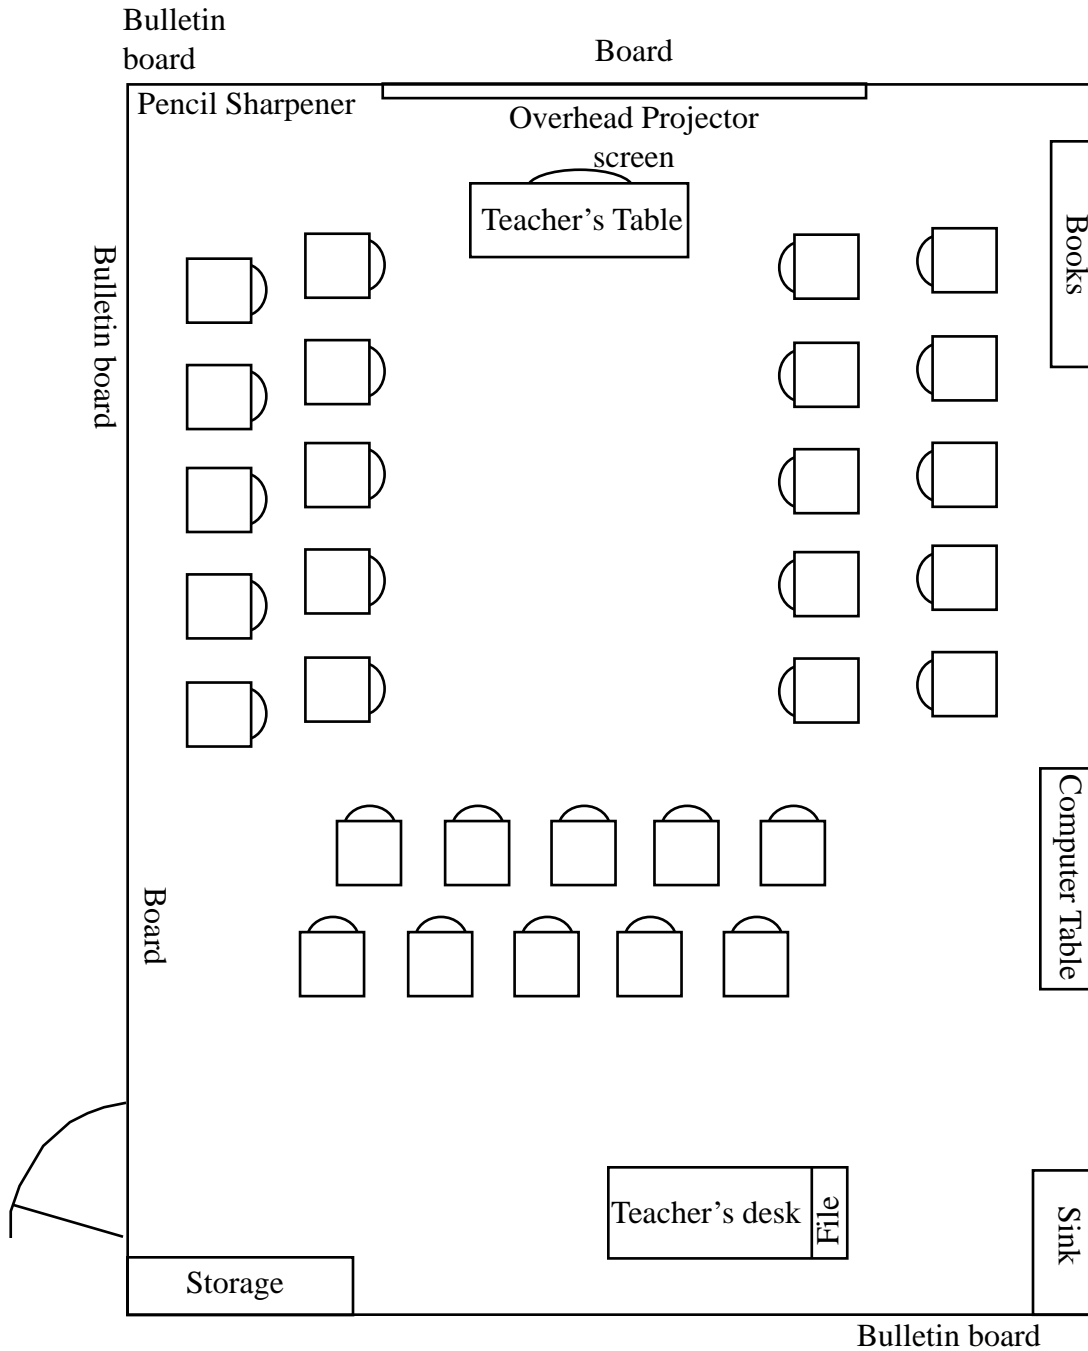 Bulletin
board
Board
Pencil Sharpener
Overhead Projector
screen
Teacher’s Table
Books
Bulletin board
Computer Table
Board
Teacher’s desk
File
Sink
Storage
Bulletin board